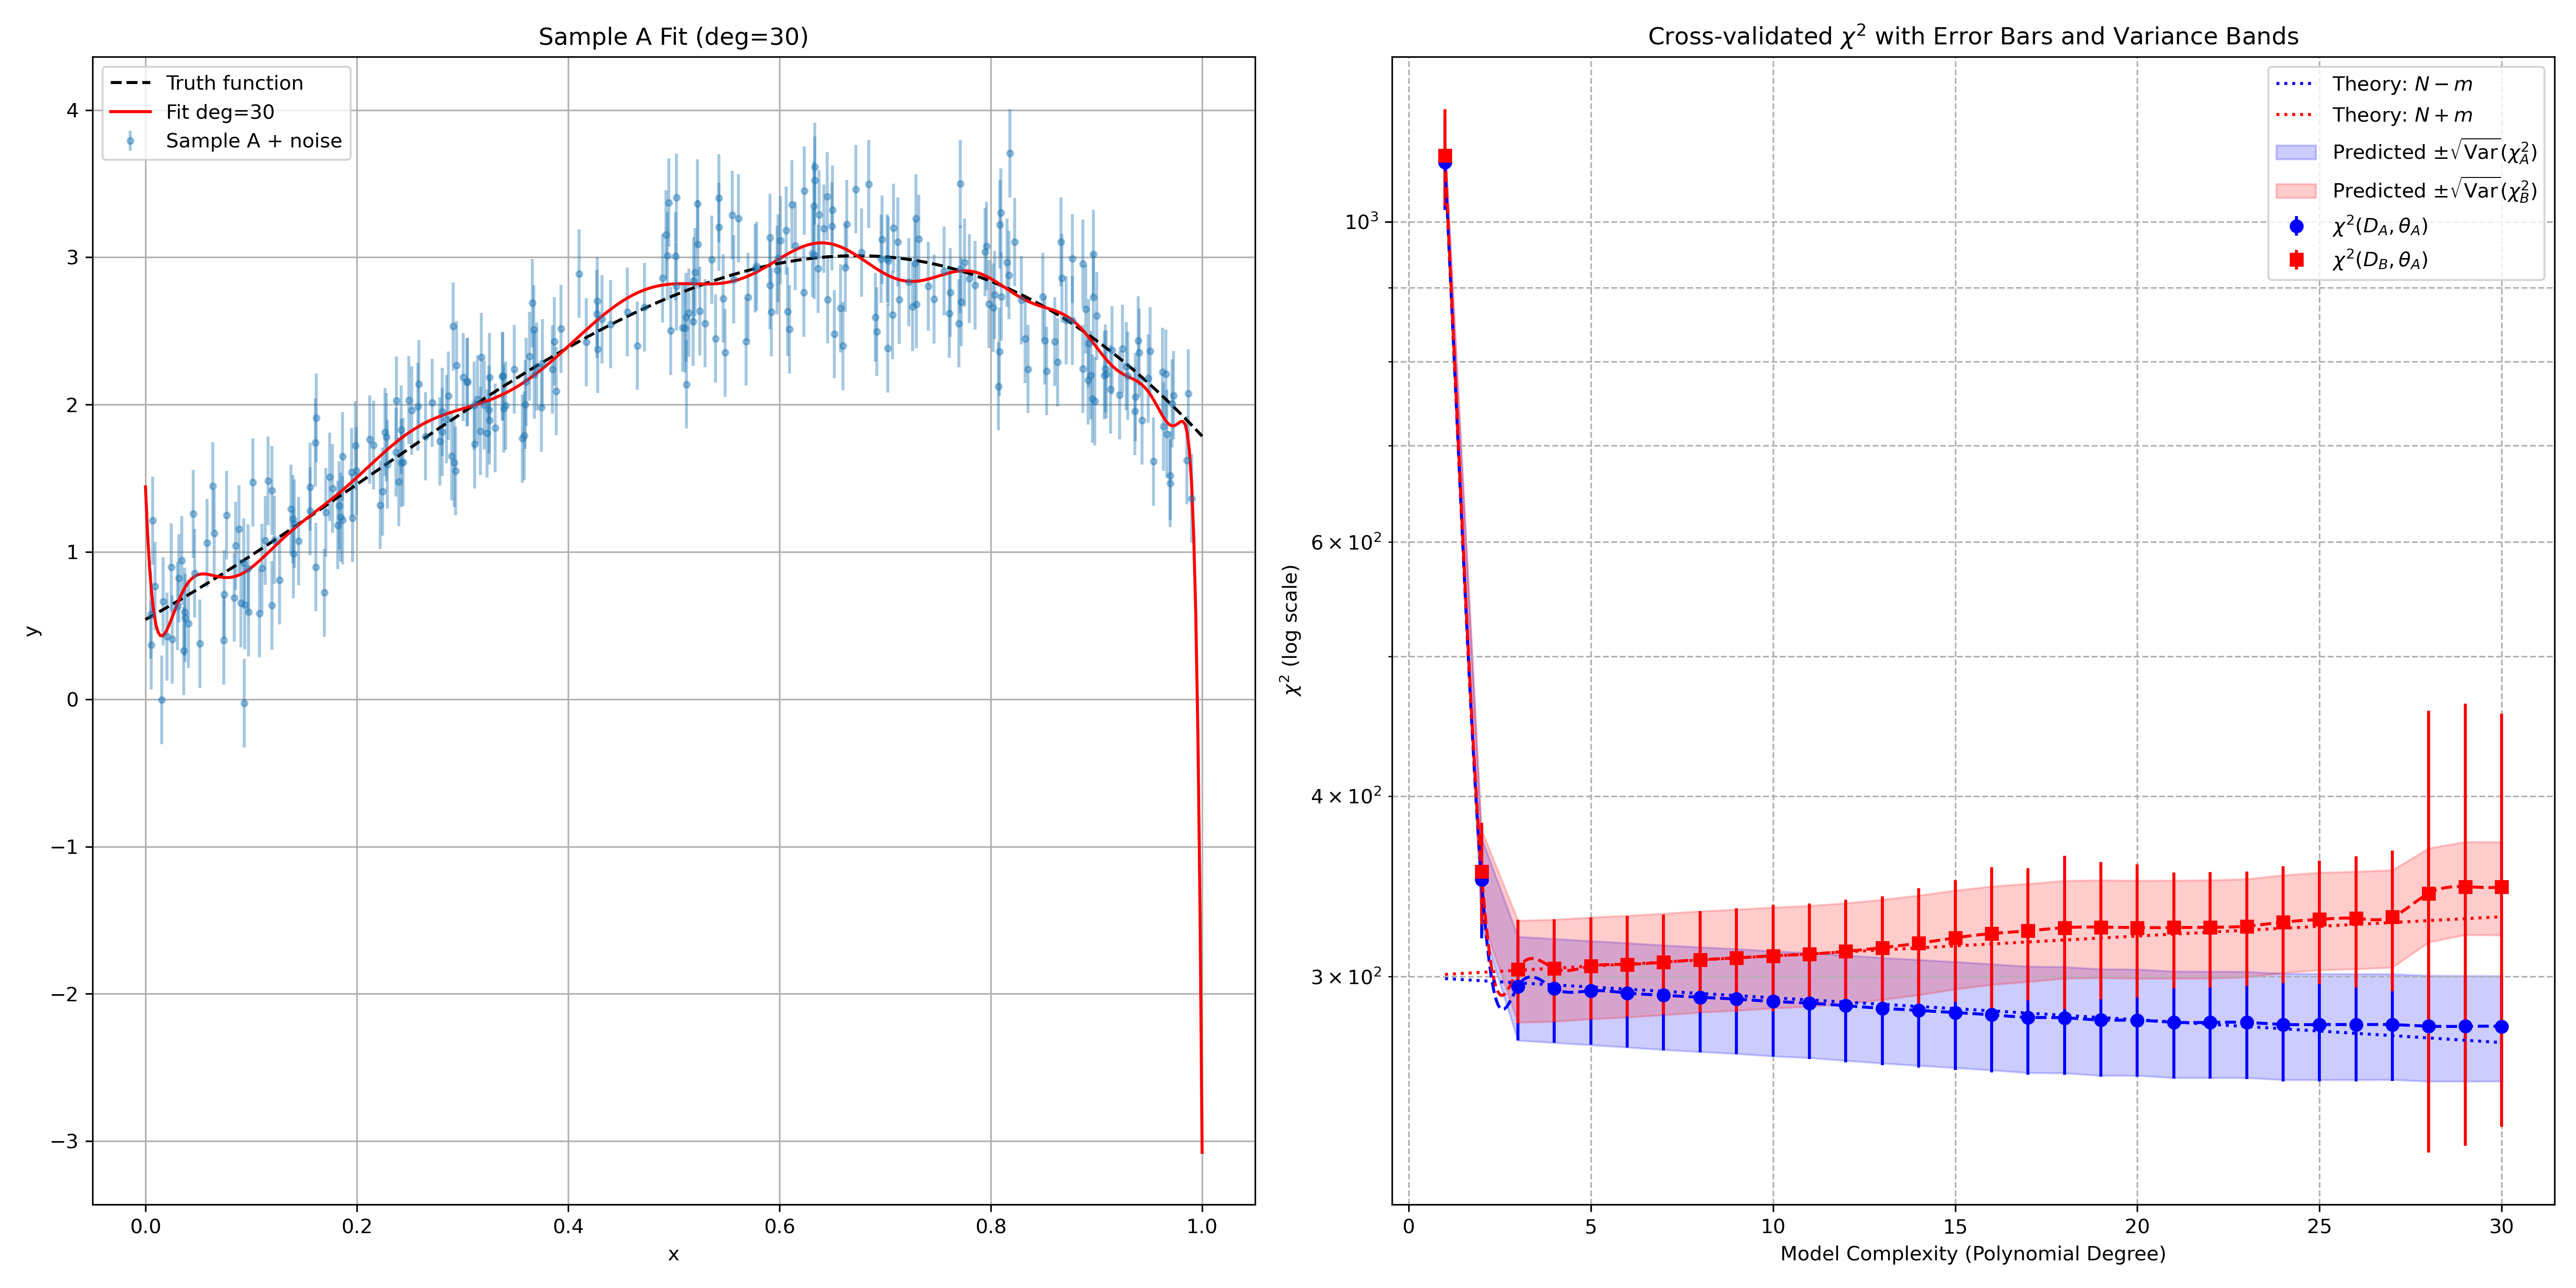 Sample A Fit (deg=30)
Truth function
Fit deg=30
Sample A + noise
4
3
2
1
0
−1
−2
−3
y
0.0 0.2 0.4 0.6 0.8 1.0
x
Cross-validated χ² with Error Bars and Variance Bands
Theory: N − m
Theory: N + m
Predicted ±√Var(χ²_A)
Predicted ±√Var(χ²_B)
χ²(D_A, θ_A)
χ²(D_B, θ_A)
10³
6 × 10²
4 × 10²
3 × 10²
χ² (log scale)
0 5 10 15 20 25 30
Model Complexity (Polynomial Degree)